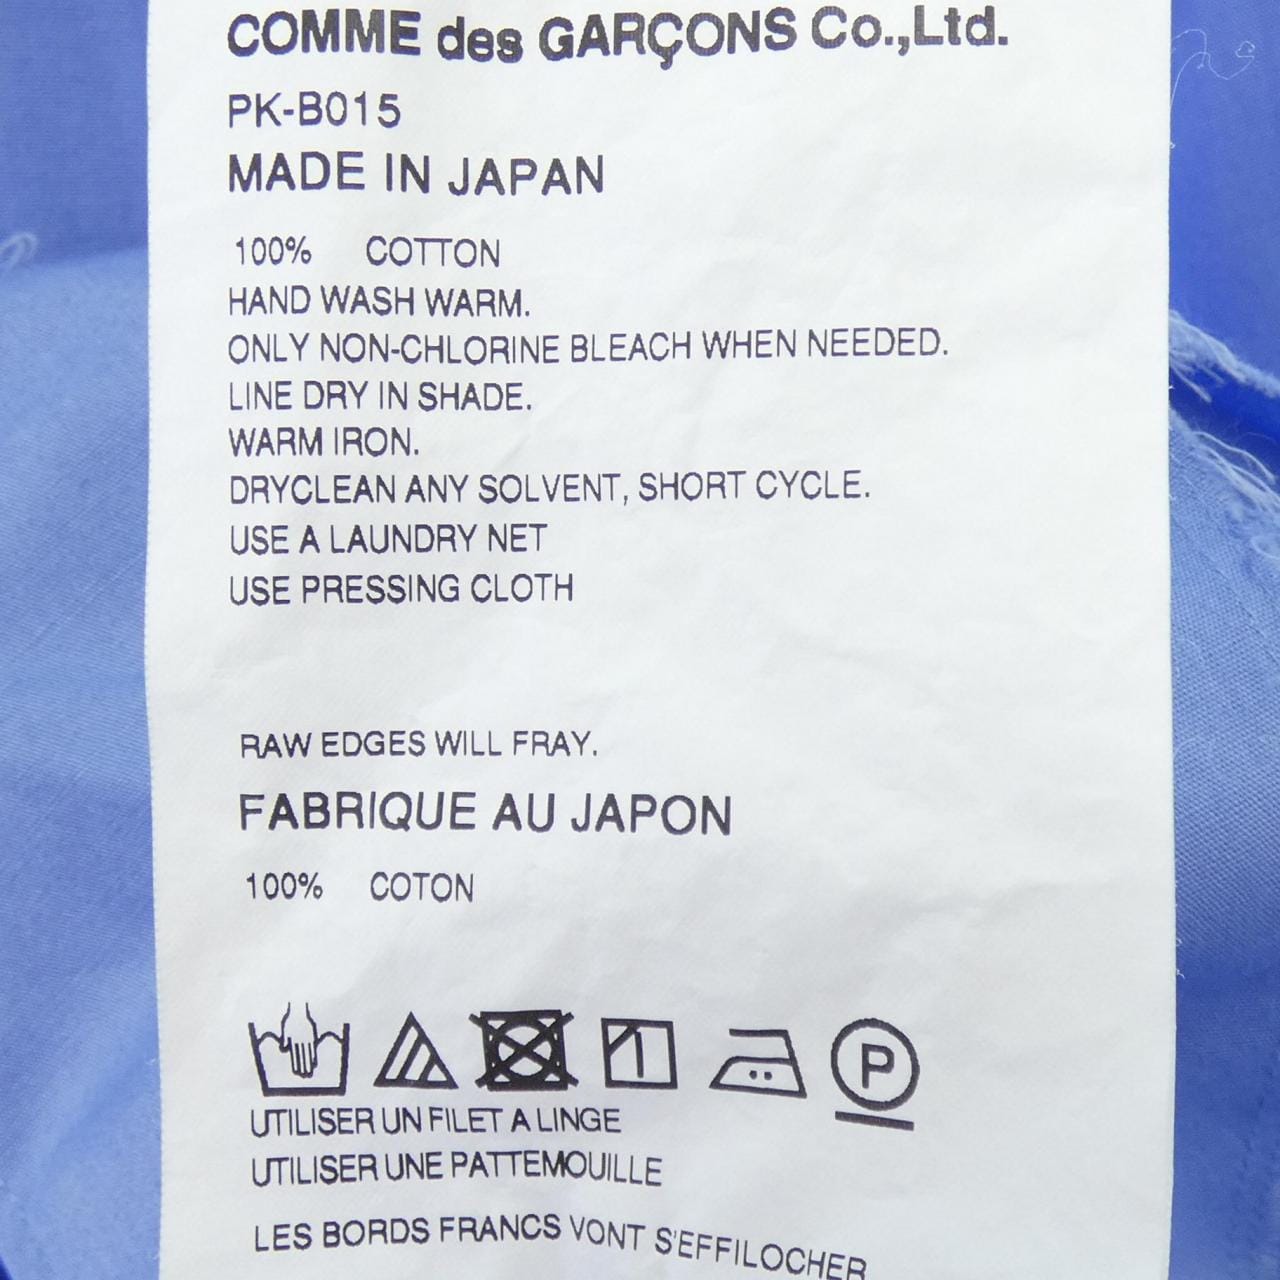 COMME des GARÇONS Co.,Ltd.
PK-B015
MADE IN JAPAN
100% COTTON
HAND WASH WARM.
ONLY NON-CHLORINE BLEACH WHEN NEEDED.
LINE DRY IN SHADE.
WARM IRON.
DRYCLEAN ANY SOLVENT, SHORT CYCLE.
USE A LAUNDRY NET
USE PRESSING CLOTH
RAW EDGES WILL FRAY.
FABRIQUE AU JAPON
100% COTON
P
UTILISER UN FILET A LINGE
UTILISER UNE PATTEMOUILLE
LES BORDS FRANCS VONT S'EFFILOCHER